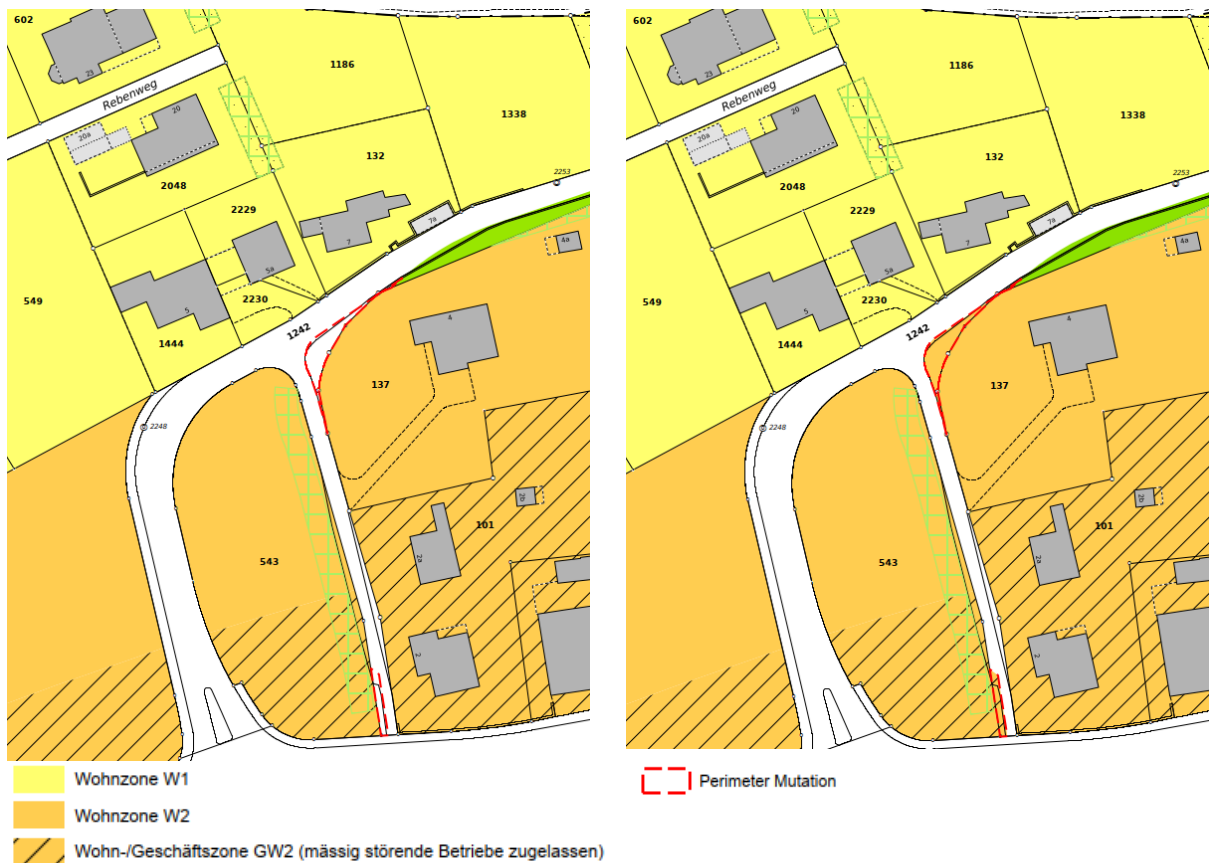 602
23
1186
Rebenweg
20
20a
1338
132
2253
2048
2229
7a
4a
7
5a
549
5
2230
4
1242
1444
137
2248
2b
101
543
2a
2
602
23
1186
Rebenweg
20
20a
1338
132
2253
2048
2229
7a
4a
7
5a
549
5
2230
4
1242
1444
137
2248
2b
101
543
2a
2
Wohnzone W1
Perimeter Mutation
Wohnzone W2
Wohn-/Geschäftszone GW2 (mässig störende Betriebe zugelassen)